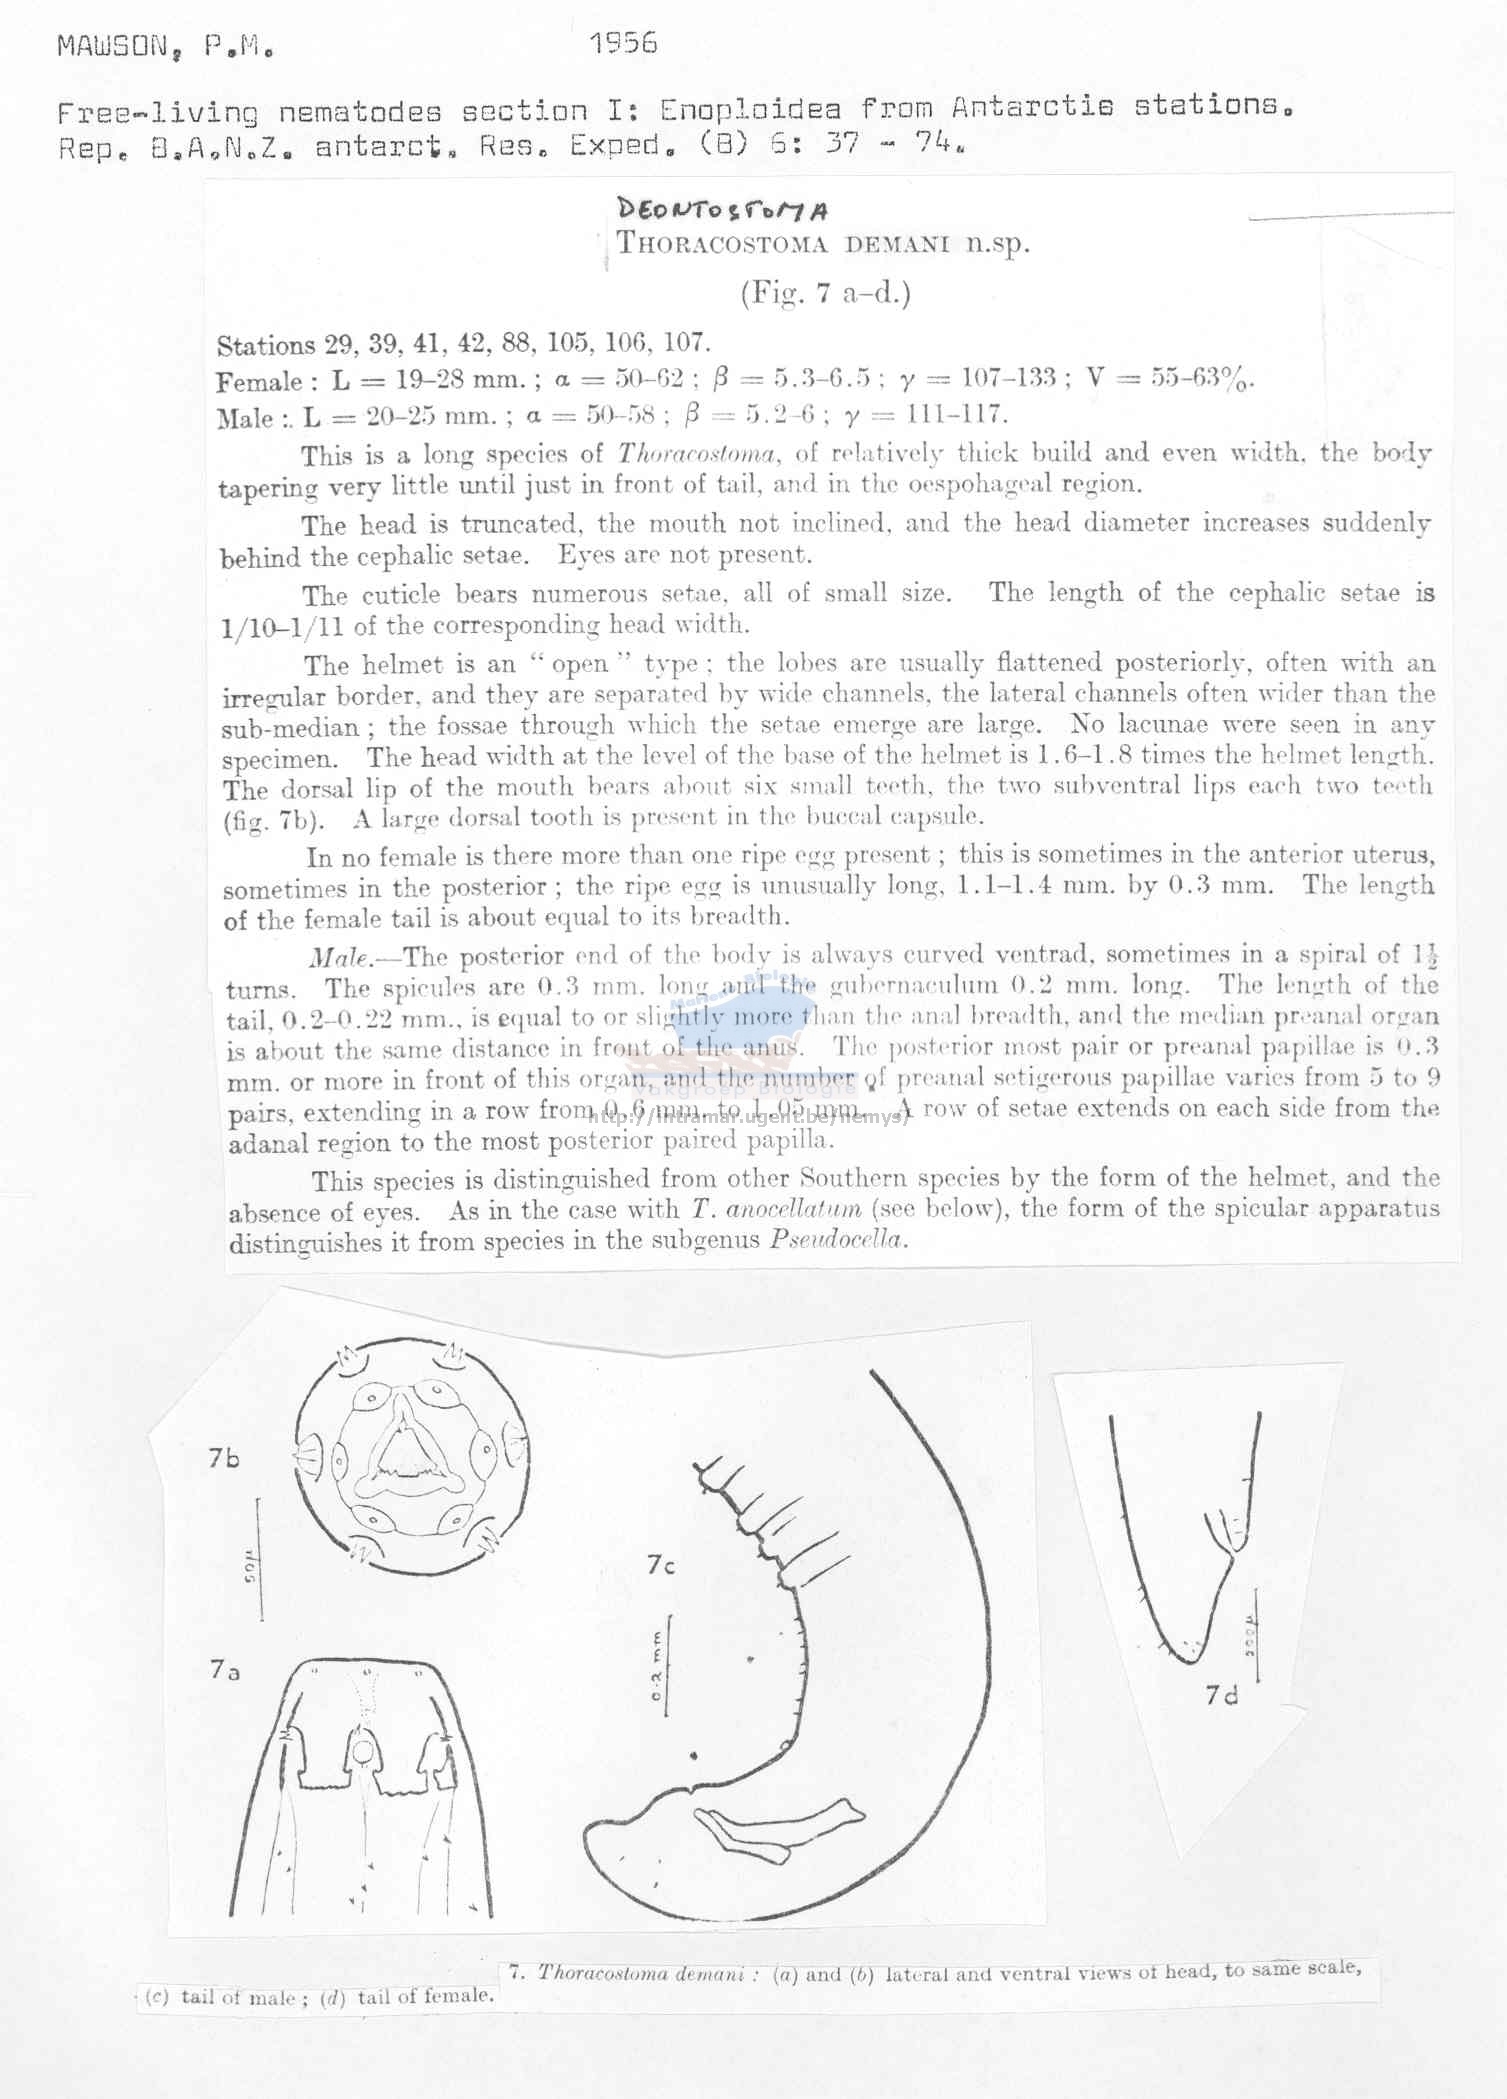 MAWSON, P.M. 1956
Free-living nematodes section I: Enoploidea from Antarctis stations.
Rep. B.A.N.Z. antarct. Res. Exped. (B) 6: 37 - 74.
DEONTOSTOMA
THORACOSTOMA DEMANI n.sp.
(Fig. 7 a–d.)
Stations 29, 39, 41, 42, 88, 105, 106, 107.
Female : L = 19–28 mm. ; α = 50–62 ; β = 5.3–6.5 ; γ = 107–133 ; V = 55–63%.
Male : L = 20–25 mm. ; α = 50–58 ; β = 5.2–6 ; γ = 111–117.
This is a long species of Thoracostoma, of relatively thick build and even width, the body
tapering very little until just in front of tail, and in the oespohageal region.
The head is truncated, the mouth not inclined, and the head diameter increases suddenly
behind the cephalic setae. Eyes are not present.
The cuticle bears numerous setae, all of small size. The length of the cephalic setae is
1/10–1/11 of the corresponding head width.
The helmet is an “ open ” type ; the lobes are usually flattened posteriorly, often with an
irregular border, and they are separated by wide channels, the lateral channels often wider than the
sub-median ; the fossae through which the setae emerge are large. No lacunae were seen in any
specimen. The head width at the level of the base of the helmet is 1.6–1.8 times the helmet length.
The dorsal lip of the mouth bears about six small teeth, the two subventral lips each two teeth
(fig. 7b). A large dorsal tooth is present in the buccal capsule.
In no female is there more than one ripe egg present ; this is sometimes in the anterior uterus,
sometimes in the posterior ; the ripe egg is unusually long, 1.1–1.4 mm. by 0.3 mm. The length
of the female tail is about equal to its breadth.
Male.—The posterior end of the body is always curved ventrad, sometimes in a spiral of 1½
turns. The spicules are 0.3 mm. long and the gubernaculum 0.2 mm. long. The length of the
tail, 0.2–0.22 mm., is equal to or slightly more than the anal breadth, and the median preanal organ
is about the same distance in front of the anus. The posterior most pair or preanal papillae is 0.3
mm. or more in front of this organ, and the number of preanal setigerous papillae varies from 5 to 9
pairs, extending in a row from 0.6 mm. to 1.05 mm. A row of setae extends on each side from the
adanal region to the most posterior paired papilla.
This species is distinguished from other Southern species by the form of the helmet, and the
absence of eyes. As in the case with T. anocellatum (see below), the form of the spicular apparatus
distinguishes it from species in the subgenus Pseudocella.
Mariene Biologie
Vakgroep Biologie
http://intramar.ugent.be/nemys/
7b
50μ
7a
7c
0.2 mm
200μ
7d
7. Thoracostoma demani : (a) and (b) lateral and ventral views of head, to same scale,
(c) tail of male ; (d) tail of female.